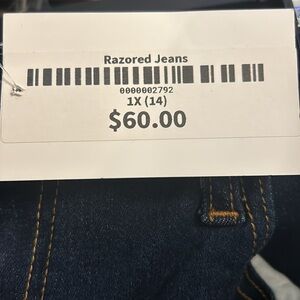 Razored Jeans
0000002792
1X (14)
$60.00